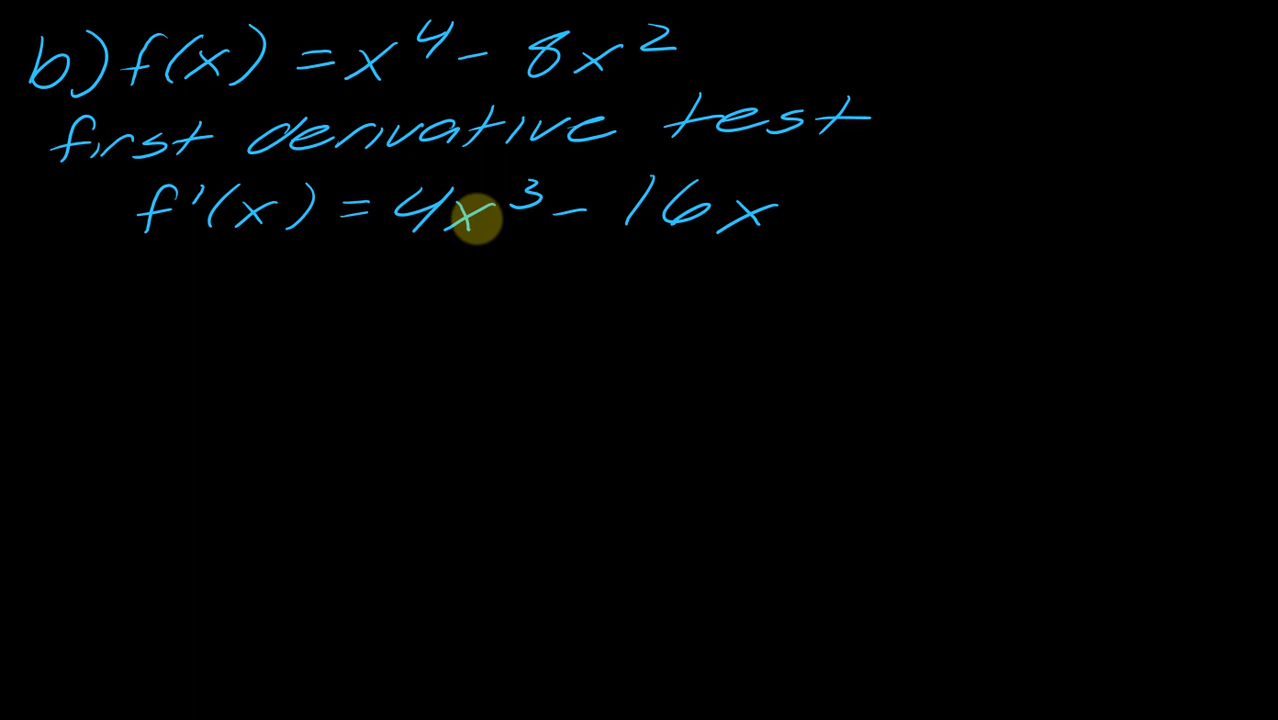 b) f(x) = x⁴ - 8x²
first derivative test
f'(x) = 4x³ - 16x